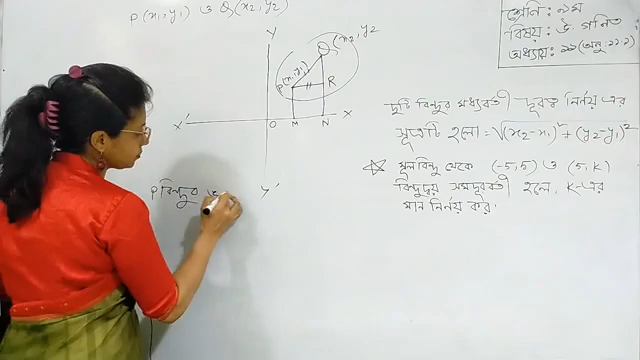 P(x₁, y₁) ও Q(x₂, y₂)
শ্রেণি: ৯ম
বিষয়: উ. গণিত
অধ্যায়: ১১ (অনু: ১১.১)
Y
Q(x₂, y₂
P(x₁, y₁)
R
X'
O
M
N
X
Y'
দুটি বিন্দুর মধ্যবর্তী দূরত্ব নির্ণয় এর
সূত্রটি হলো = √(x₂-x₁)² + (y₂-y₁)²
মূলবিন্দু থেকে (-5, 5) ও (5, k)
বিন্দুদ্বয় সমদূরবর্তী হলে, K-এর
মান নির্ণয় কর।
P বিন্দুর